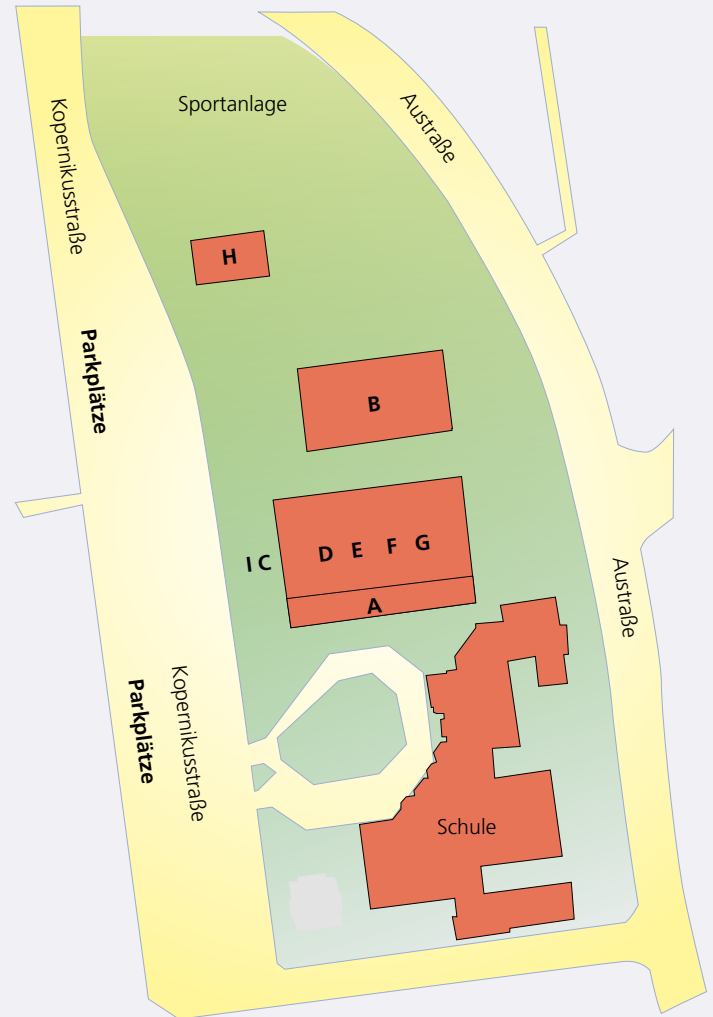 Sportanlage
Kopernikusstraße
Austraße
H
Parkplätze
B
I C
D E F G
A
Austraße
Parkplätze
Kopernikusstraße
Schule